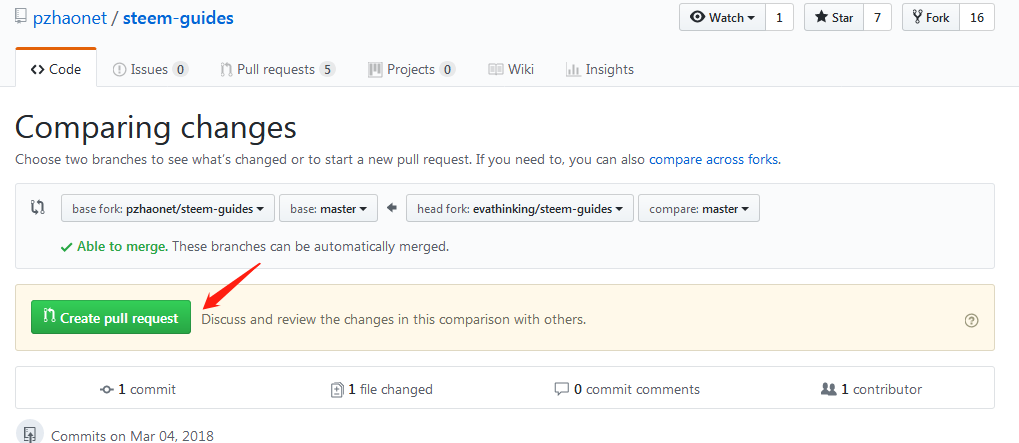 pzhaonet / steem-guides
Watch 1 Star 7 Fork 16
Code Issues 0 Pull requests 5 Projects 0 Wiki Insights
Comparing changes
Choose two branches to see what's changed or to start a new pull request. If you need to, you can also compare across forks.
base fork: pzhaonet/steem-guides base: master head fork: evathinking/steem-guides compare: master
Able to merge. These branches can be automatically merged.
Create pull request Discuss and review the changes in this comparison with others.
1 commit 1 file changed 0 commit comments 1 contributor
Commits on Mar 04, 2018